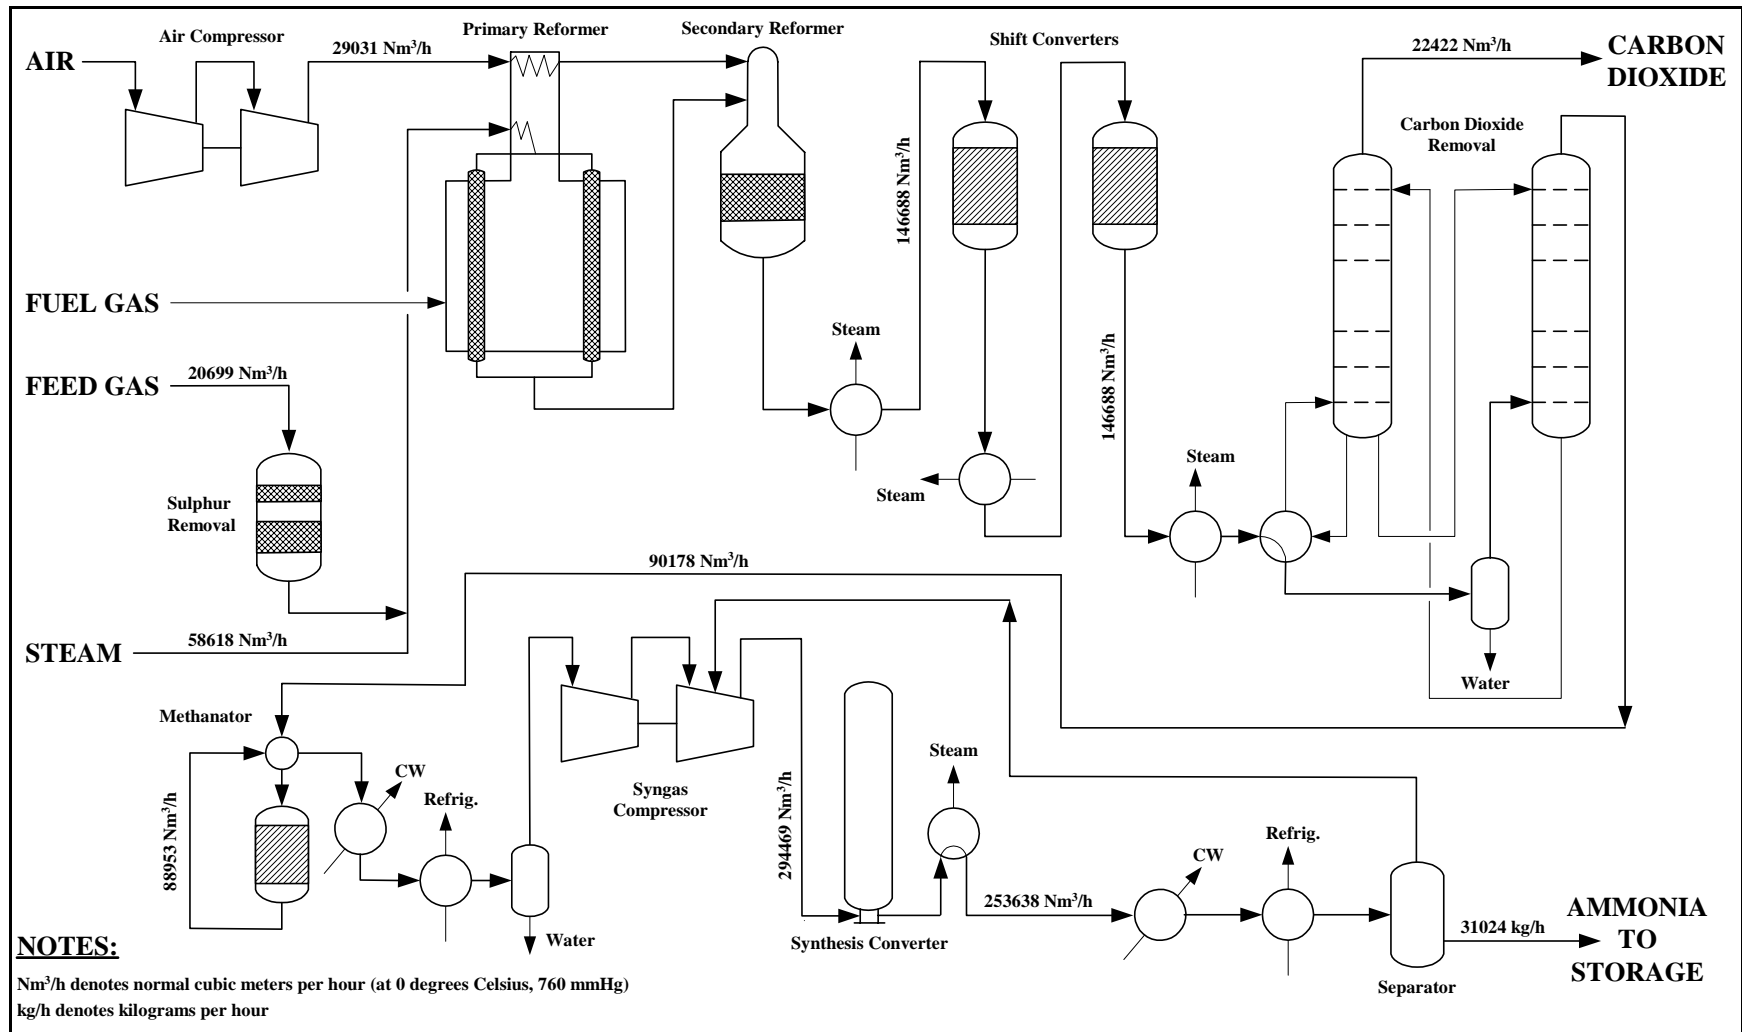 Air Compressor
29031 Nm³/h
Primary Reformer
Secondary Reformer
Shift Converters
22422 Nm³/h
CARBON
DIOXIDE
AIR
Carbon Dioxide
Removal
146688 Nm³/h
FUEL GAS
Steam
146688 Nm³/h
FEED GAS
20699 Nm³/h
Steam
Steam
Sulphur
Removal
90178 Nm³/h
STEAM
58618 Nm³/h
Water
Methanator
Steam
CW
Refrig.
Syngas
Compressor
294469 Nm³/h
88953 Nm³/h
Refrig.
CW
253638 Nm³/h
AMMONIA
TO
STORAGE
31024 kg/h
Water
Synthesis Converter
Separator
NOTES:
Nm³/h denotes normal cubic meters per hour (at 0 degrees Celsius, 760 mmHg)
kg/h denotes kilograms per hour